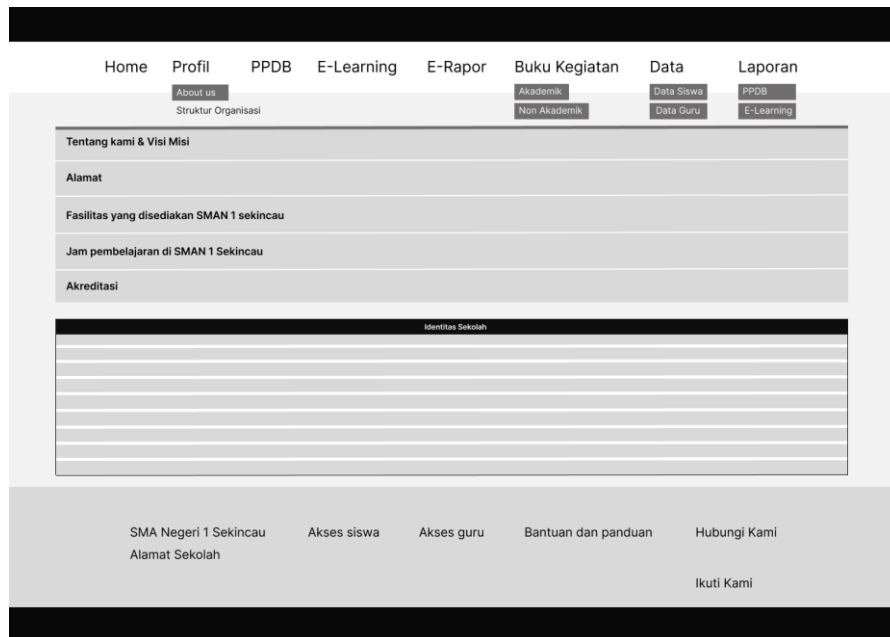 Home Profil PPDB E-Learning E-Rapor Buku Kegiatan Data Laporan
About us Akademik Data Siswa PPDB
Struktur Organisasi Non Akademik Data Guru E-Learning
Tentang kami & Visi Misi
Alamat
Fasilitas yang disediakan SMAN 1 sekincau
Jam pembelajaran di SMAN 1 Sekincau
Akreditasi
Identitas Sekolah
SMA Negeri 1 Sekincau Akses siswa Akses guru Bantuan dan panduan Hubungi Kami
Alamat Sekolah
Ikuti Kami